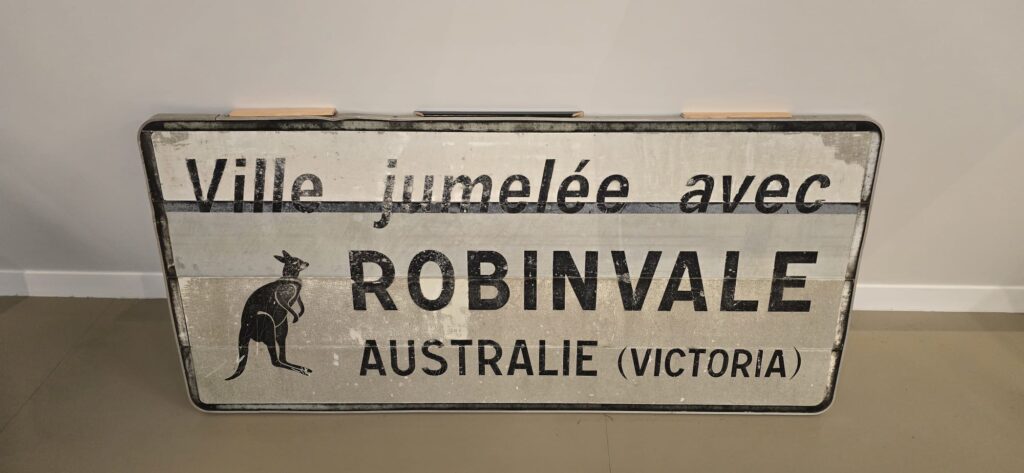 Ville jumelée avec
ROBINVALE
AUSTRALIE (VICTORIA)